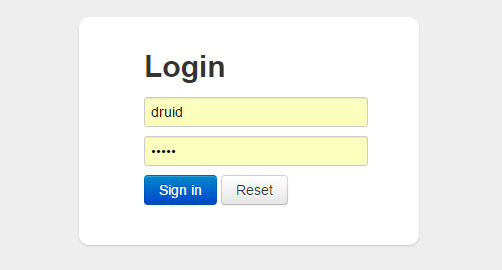 Login
druid
•••••
Sign in
Reset